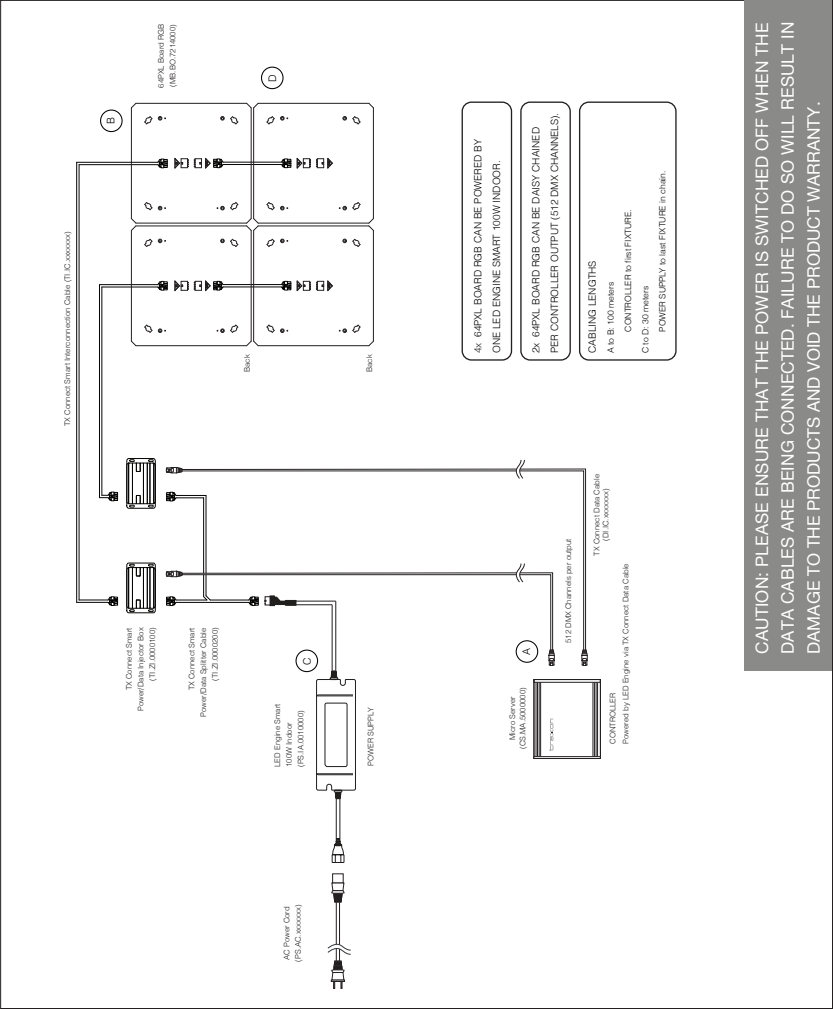 AC Power Cord
(PS.AC.xxxxxxx)
LED Engine Smart
100W Indoor
(PS.IA.0010000)
POWER SUPPLY
C
TX Connect Smart
Power/Data Injector Box
(TI.ZI.0000100)
TX Connect Smart
Power/Data Splitter Cable
(TI.ZI.0000200)
TX Connect Smart Interconnection Cable (TI.IC.xxxxxxx)
64PXL Board RGB
(MB.BO.7214000)
B
D
Back
Back
Micro Server
(CS.MA.5000000)
traxon
CONTROLLER
Powered by LED Engine via TX Connect Data Cable
A
512 DMX Channels per output
TX Connect Data Cable
(DI.IC.xxxxxxx)
4x 64PXL BOARD RGB CAN BE POWERED BY
ONE LED ENGINE SMART 100W INDOOR.
2x 64PXL BOARD RGB CAN BE DAISY CHAINED
PER CONTROLLER OUTPUT (512 DMX CHANNELS).
CABLING LENGTHS
A to B: 100 meters
CONTROLLER to first FIXTURE.
C to D: 30 meters
POWER SUPPLY to last FIXTURE in chain.
CAUTION: PLEASE ENSURE THAT THE POWER IS SWITCHED OFF WHEN THE
DATA CABLES ARE BEING CONNECTED. FAILURE TO DO SO WILL RESULT IN
DAMAGE TO THE PRODUCTS AND VOID THE PRODUCT WARRANTY.